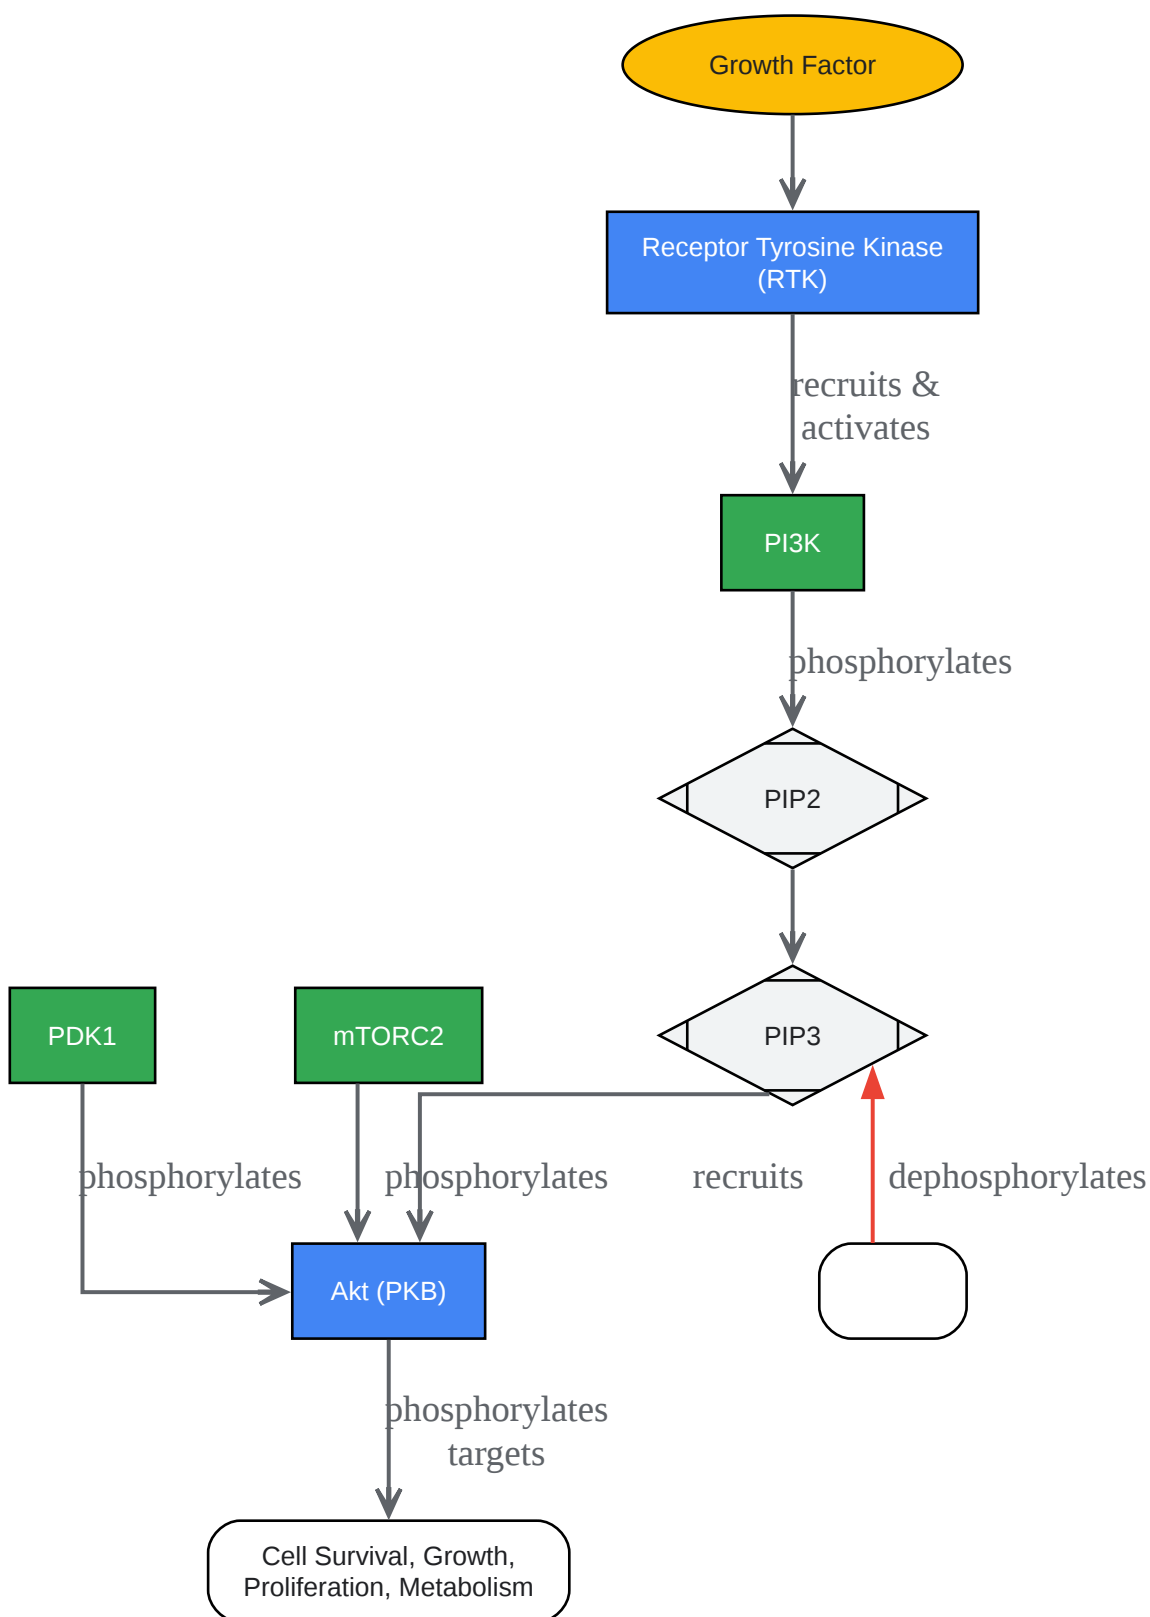 Growth Factor
Receptor Tyrosine Kinase
(RTK)
recruits &
activates
PI3K
phosphorylates
PIP2
PDK1
mTORC2
PIP3
phosphorylates
phosphorylates
recruits
dephosphorylates
Akt (PKB)
phosphorylates
targets
Cell Survival, Growth,
Proliferation, Metabolism